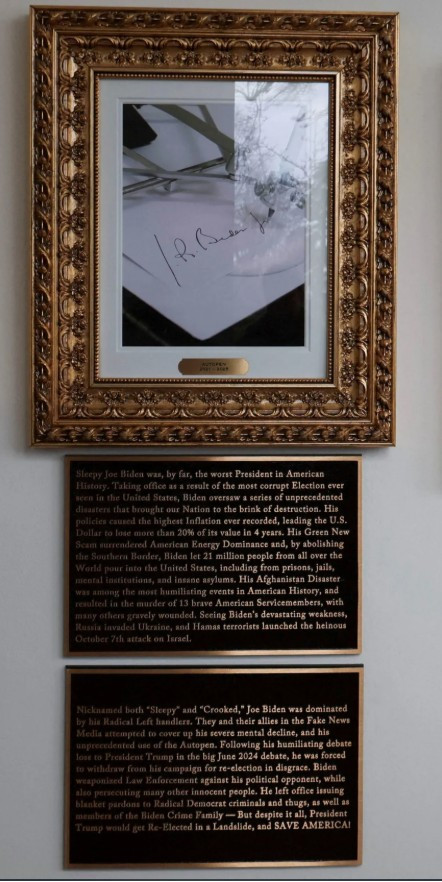 R Biden Jr
AUTOPEN
Sleepy Joe Biden was, by far, the worst President in American
History. Taking office as a result of the most corrupt Election ever
seen in the United States, Biden oversaw a series of unprecedented
disasters that brought our Nation to the brink of destruction. His
policies caused the highest Inflation ever recorded, leading the U.S.
Dollar to lose more than 20% of its value in 4 years. His Green New
Scam surrendered American Energy Dominance and, by abolishing
the Southern Border, Biden let 21 million people from all over the
World pour into the United States, including from prisons, jails,
mental institutions, and insane asylums. His Afghanistan Disaster
was among the most humiliating events in American History, and
resulted in the murder of 13 brave American Servicemembers, with
many others gravely wounded. Seeing Biden's devastating weakness,
Russia invaded Ukraine, and Hamas terrorists launched the heinous
October 7th attack on Israel.
Nicknamed both "Sleepy" and "Crooked," Joe Biden was dominated
by his Radical Left handlers. They and their allies in the Fake News
Media attempted to cover up his severe mental decline, and his
unprecedented use of the Autopen. Following his humiliating debate
loss to President Trump in the big June 2024 debate, he was forced
to withdraw from his campaign for re-election in disgrace. Biden
weaponized Law Enforcement against his political opponent, while
also persecuting many other innocent people. He left office issuing
blanket pardons to Radical Democrat criminals and thugs, as well as
members of the Biden Crime Family — But despite it all, President
Trump would get Re-Elected in a Landslide, and SAVE AMERICA!